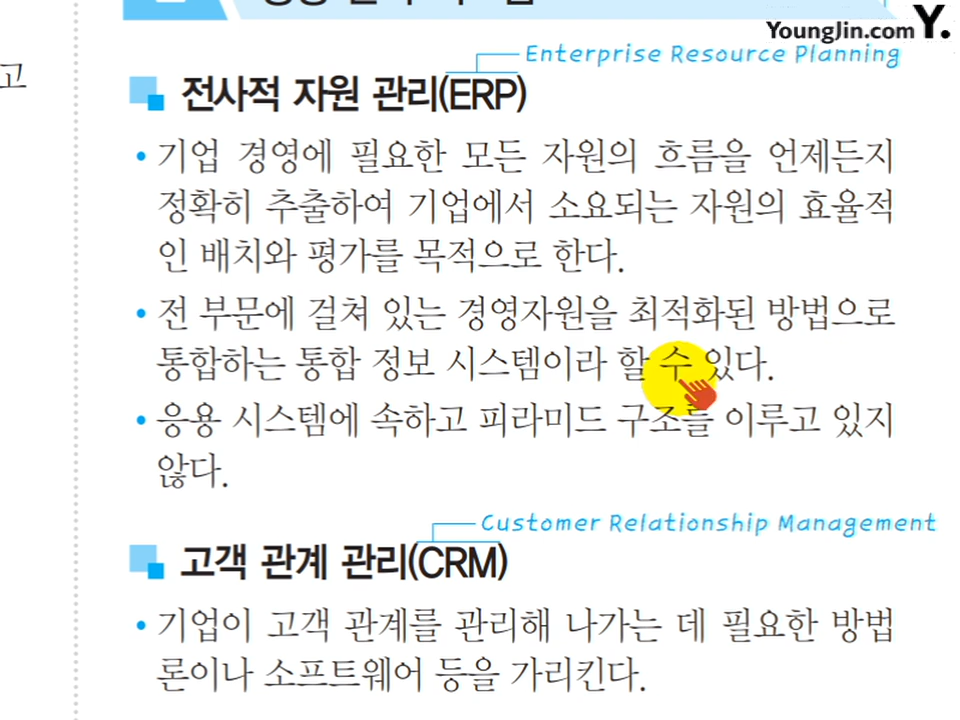 YoungJin.com Y.
고
Enterprise Resource Planning
전사적 자원 관리(ERP)
• 기업 경영에 필요한 모든 자원의 흐름을 언제든지
정확히 추출하여 기업에서 소요되는 자원의 효율적
인 배치와 평가를 목적으로 한다.
• 전 부문에 걸쳐 있는 경영자원을 최적화된 방법으로
통합하는 통합 정보 시스템이라 할 수 있다.
• 응용 시스템에 속하고 피라미드 구조를 이루고 있지
않다.
Customer Relationship Management
고객 관계 관리(CRM)
• 기업이 고객 관계를 관리해 나가는 데 필요한 방법
론이나 소프트웨어 등을 가리킨다.